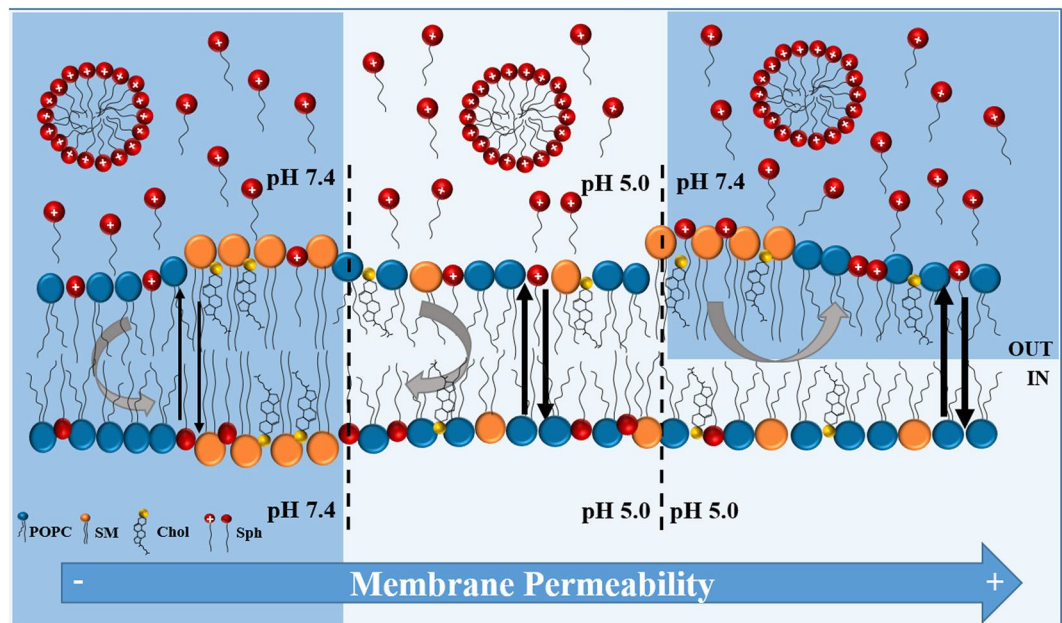 pH 7.4
pH 5.0
pH 7.4
OUT
IN
pH 7.4
pH 5.0
pH 5.0
POPC
SM
Chol
Sph
- Membrane Permeability +